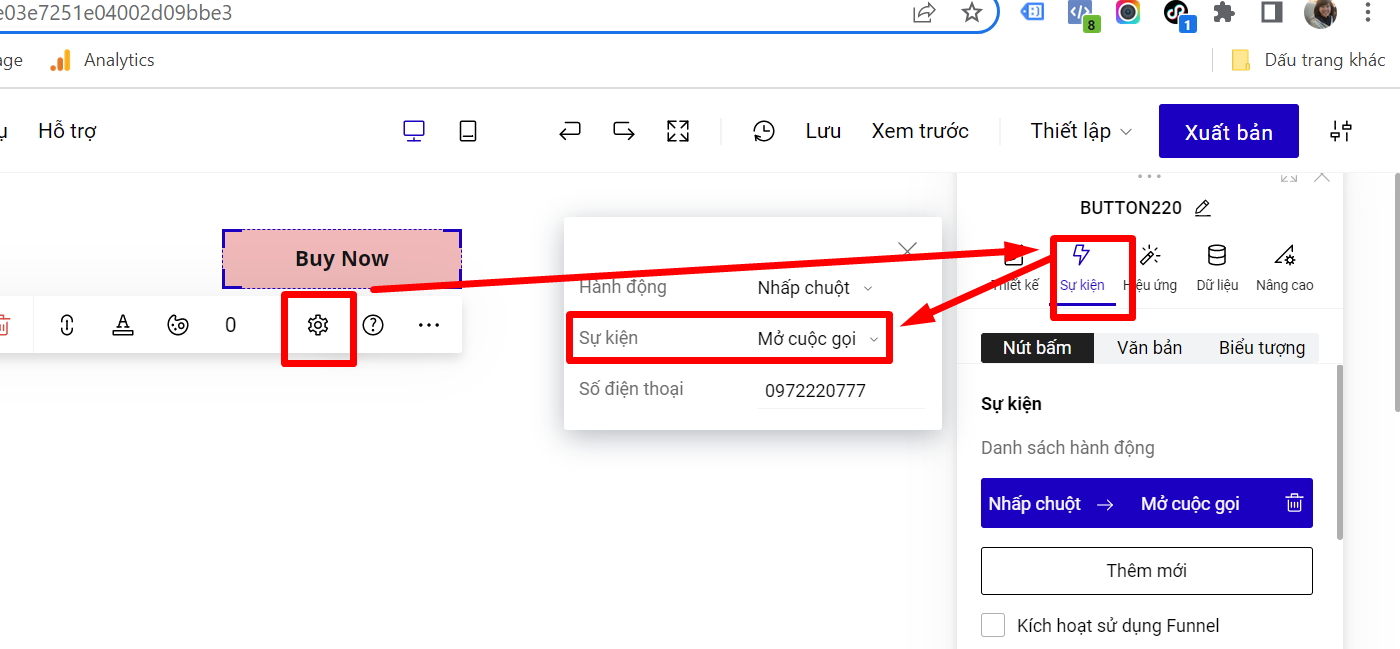 e03e7251e04002d09bbe3
8
1
age
Analytics
Dấu trang khác
ụ
Hỗ trợ
Lưu
Xem trước
Thiết lập
Xuất bản
BUTTON220
Buy Now
Thiết kế
Sự kiện
Hiệu ứng
Dữ liệu
Nâng cao
Hành động
Nhấp chuột
0
Sự kiện
Mở cuộc gọi
Số điện thoại
0972220777
Nút bấm
Văn bản
Biểu tượng
Sự kiện
Danh sách hành động
Nhấp chuột → Mở cuộc gọi
Thêm mới
Kích hoạt sử dụng Funnel